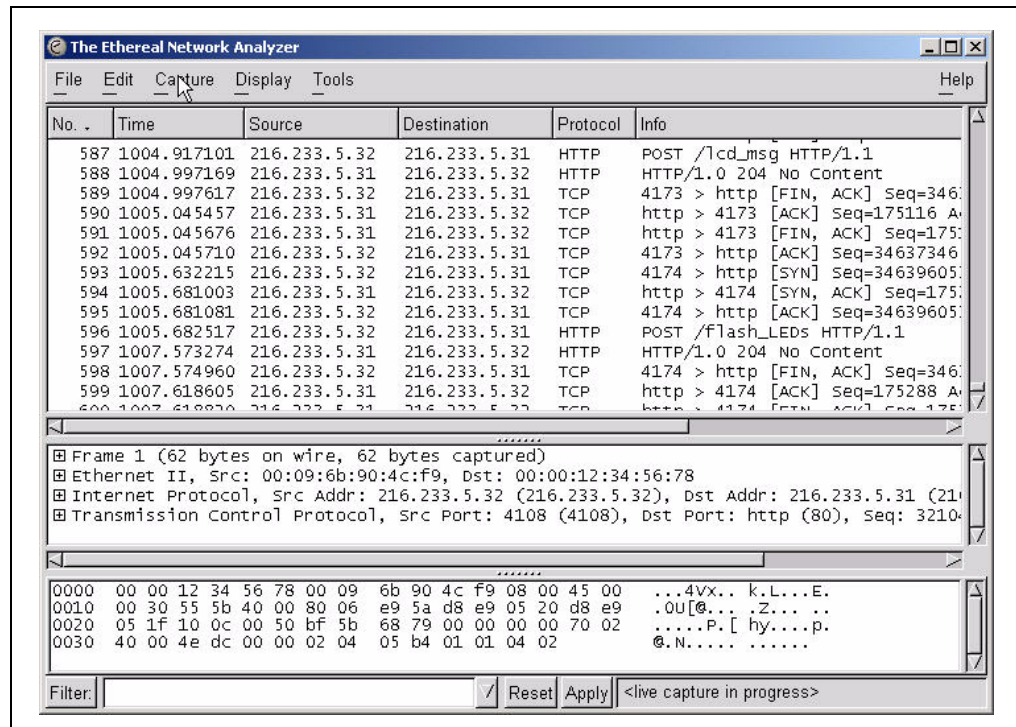 The Ethereal Network Analyzer
File Edit Capture Display Tools Help
No. Time Source Destination Protocol Info
587 1004.917101 216.233.5.32 216.233.5.31 HTTP POST /lcd_msg HTTP/1.1
588 1004.997169 216.233.5.31 216.233.5.32 HTTP HTTP/1.0 204 No Content
589 1004.997617 216.233.5.32 216.233.5.31 TCP 4173 > http [FIN, ACK] Seq=346
590 1005.045457 216.233.5.31 216.233.5.32 TCP http > 4173 [ACK] Seq=175116 A
591 1005.045676 216.233.5.31 216.233.5.32 TCP http > 4173 [FIN, ACK] Seq=175
592 1005.045710 216.233.5.32 216.233.5.31 TCP 4173 > http [ACK] Seq=34637346
593 1005.632215 216.233.5.32 216.233.5.31 TCP 4174 > http [SYN] Seq=34639605
594 1005.681003 216.233.5.31 216.233.5.32 TCP http > 4174 [SYN, ACK] Seq=175
595 1005.681081 216.233.5.32 216.233.5.31 TCP 4174 > http [ACK] Seq=34639605
596 1005.682517 216.233.5.32 216.233.5.31 HTTP POST /flash_LEDs HTTP/1.1
597 1007.573274 216.233.5.31 216.233.5.32 HTTP HTTP/1.0 204 No Content
598 1007.574960 216.233.5.32 216.233.5.31 TCP 4174 > http [FIN, ACK] Seq=346
599 1007.618605 216.233.5.31 216.233.5.32 TCP http > 4174 [ACK] Seq=175288 A
Frame 1 (62 bytes on wire, 62 bytes captured)
Ethernet II, Src: 00:09:6b:90:4c:f9, Dst: 00:00:12:34:56:78
Internet Protocol, Src Addr: 216.233.5.32 (216.233.5.32), Dst Addr: 216.233.5.31 (21
Transmission Control Protocol, Src Port: 4108 (4108), Dst Port: http (80), Seq: 3210
0000 00 00 12 34 56 78 00 09 6b 90 4c f9 08 00 45 00 ...4Vx.. k.L...E.
0010 00 30 55 5b 40 00 80 06 e9 5a d8 e9 05 20 d8 e9 .0U[@... .Z... ..
0020 05 1f 10 0c 00 50 bf 5b 68 79 00 00 00 00 70 02 .....P.[ hy....p.
0030 40 00 4e dc 00 00 02 04 05 b4 01 01 04 02 @.N..... ......
Filter: Reset Apply <live capture in progress>